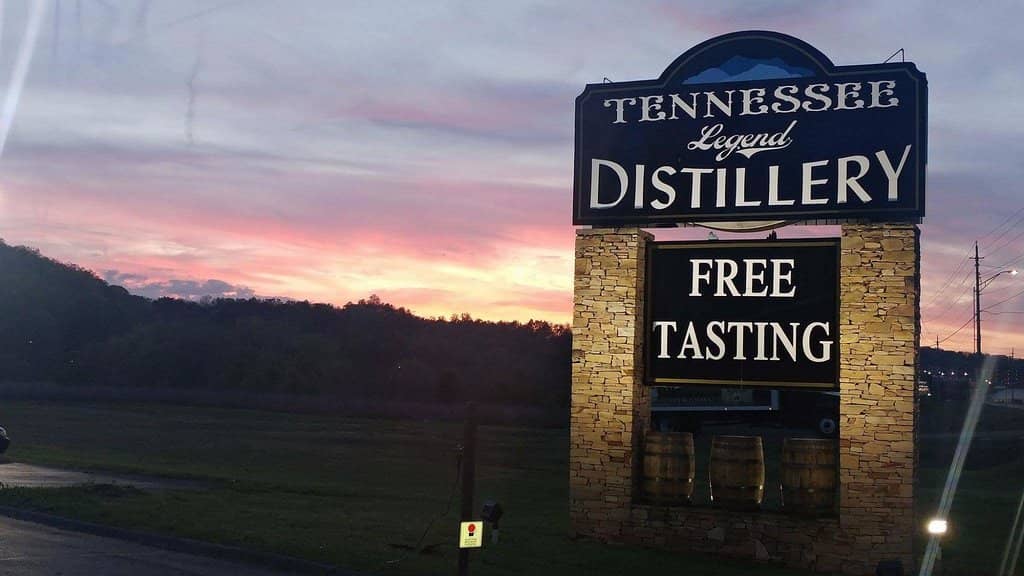 TENNESSEE
Legend
DISTILLERY
FREE
TASTING